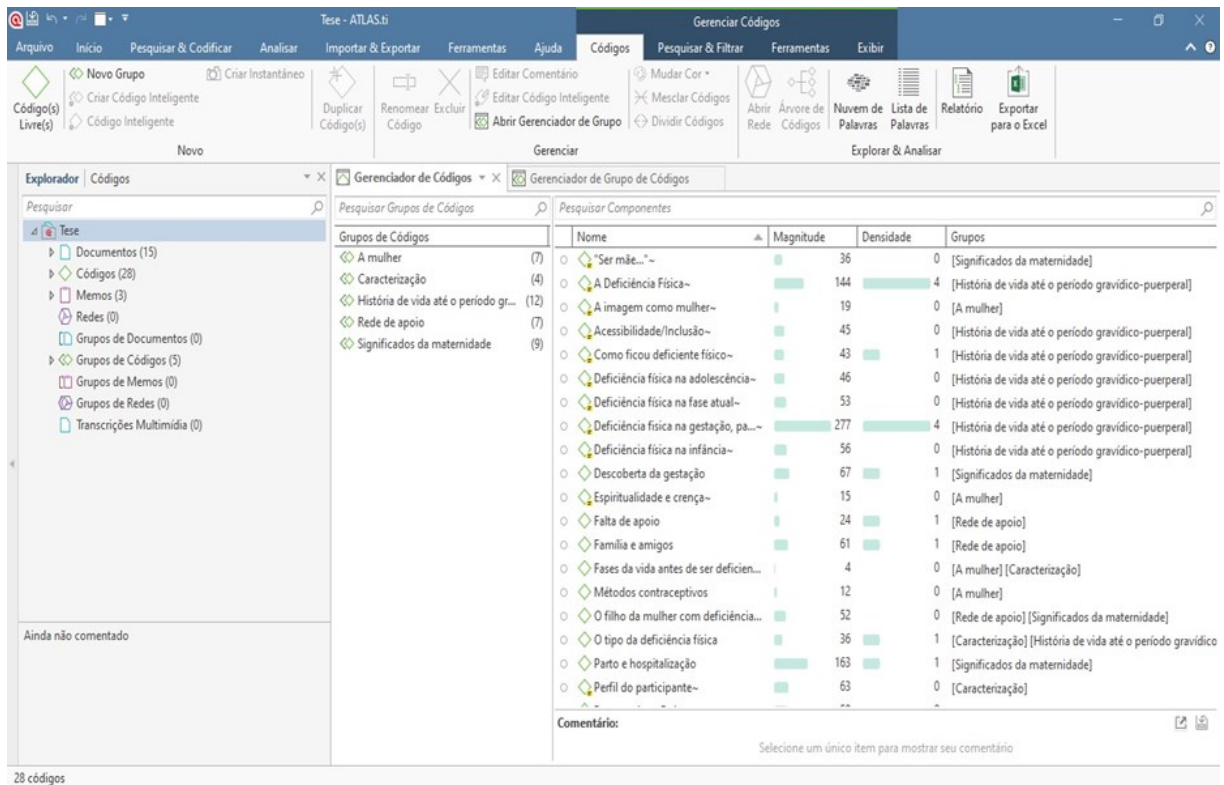 Tese - ATLAS.ti
Gerenciar Códigos
Arquivo Início Pesquisar & Codificar Analisar Importar & Exportar Ferramentas Ajuda Códigos Pesquisar & Filtrar Ferramentas Exibir
Código(s) Livre(s)
Novo Grupo
Criar Código Inteligente
Código Inteligente
Criar Instantâneo
Novo
Duplicar Código(s)
Renomear Código
Excluir
Editar Comentário
Editar Código Inteligente
Abrir Gerenciador de Grupo
Mudar Cor
Mesclar Códigos
Dividir Códigos
Gerenciar
Abrir Rede
Árvore de Códigos
Nuvem de Palavras
Lista de Palavras
Relatório
Exportar para o Excel
Explorar & Analisar
Explorador Códigos
Pesquisar
Tese
Documentos (15)
Códigos (28)
Memos (3)
Redes (0)
Grupos de Documentos (0)
Grupos de Códigos (5)
Grupos de Memos (0)
Grupos de Redes (0)
Transcrições Multimídia (0)
Ainda não comentado
Gerenciador de Códigos
Gerenciador de Grupo de Códigos
Pesquisar Grupos de Códigos
Grupos de Códigos
A mulher (7)
Caracterização (4)
História de vida até o período gr... (12)
Rede de apoio (7)
Significados da maternidade (9)
Pesquisar Componentes
Nome Magnitude Densidade Grupos
"Ser mãe..."~ 36 0 [Significados da maternidade]
A Deficiência Física~ 144 4 [História de vida até o período gravídico-puerperal]
A imagem como mulher~ 19 0 [A mulher]
Acessibilidade/Inclusão~ 45 0 [História de vida até o período gravídico-puerperal]
Como ficou deficiente físico~ 43 1 [História de vida até o período gravídico-puerperal]
Deficiência física na adolescência~ 46 0 [História de vida até o período gravídico-puerperal]
Deficiência física na fase atual~ 53 0 [História de vida até o período gravídico-puerperal]
Deficiência fisica na gestação, pa...~ 277 4 [História de vida até o período gravídico-puerperal]
Deficiência física na infância~ 56 0 [História de vida até o período gravídico-puerperal]
Descoberta da gestação 67 1 [Significados da maternidade]
Espiritualidade e crença~ 15 0 [A mulher]
Falta de apoio 24 1 [Rede de apoio]
Família e amigos 61 1 [Rede de apoio]
Fases da vida antes de ser deficien... 4 0 [A mulher] [Caracterização]
Métodos contraceptivos 12 0 [A mulher]
O filho da mulher com deficiência... 52 0 [Rede de apoio] [Significados da maternidade]
O tipo da deficiência física 36 1 [Caracterização] [História de vida até o período gravídico
Parto e hospitalização 163 1 [Significados da maternidade]
Perfil do participante~ 63 0 [Caracterização]
Comentário:
Selecione um único item para mostrar seu comentário
28 códigos